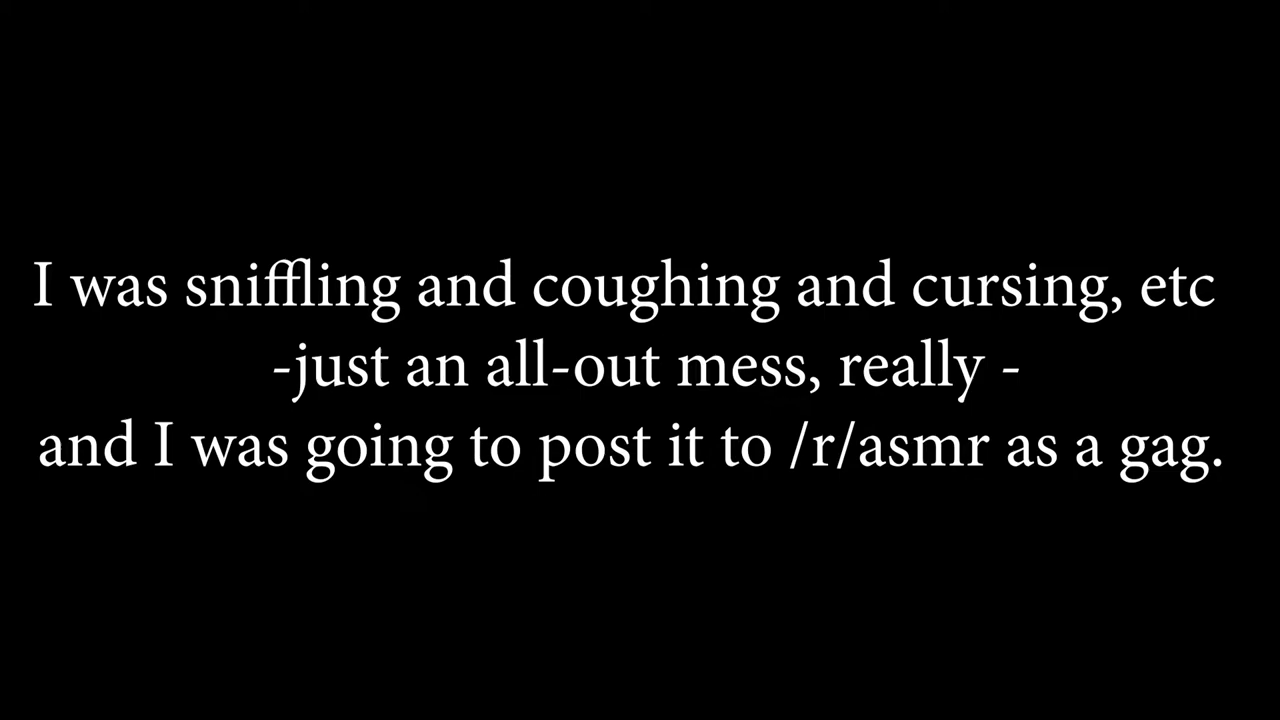 I was sniffling and coughing and cursing, etc
-just an all-out mess, really -
and I was going to post it to /r/asmr as a gag.